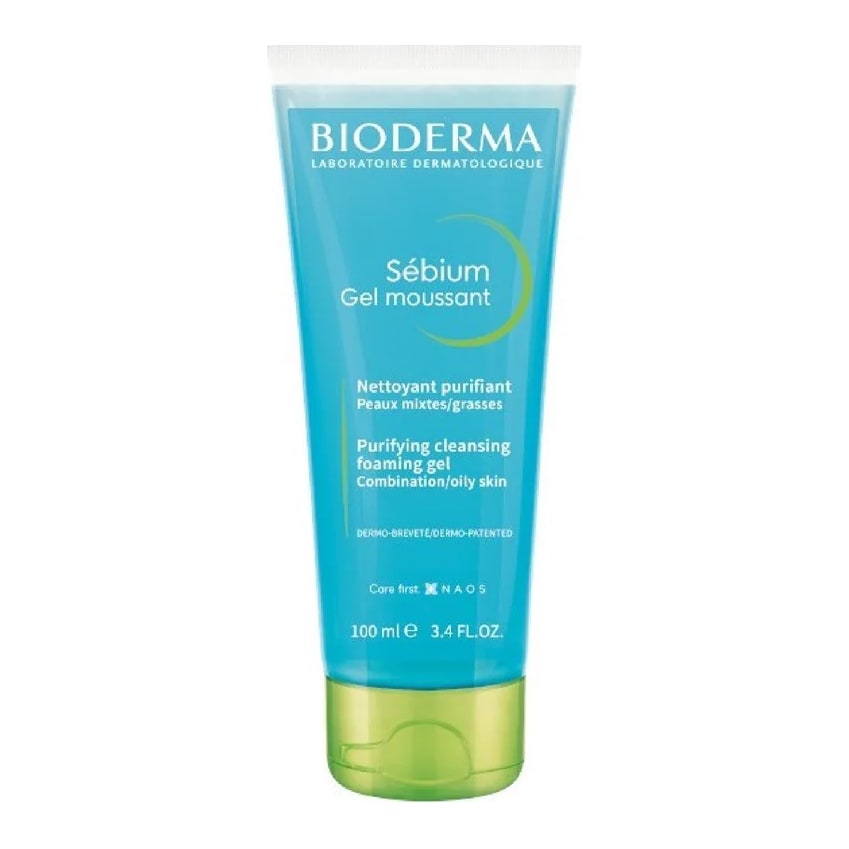 BIODERMA
LABORATOIRE DERMATOLOGIQUE
Sébium
Gel moussant
Nettoyant purifiant
Peaux mixtes/grasses
Purifying cleansing
foaming gel
Combination/oily skin
DERMO-BREVETÉ/DERMO-PATENTED
Care first. NAOS
100 ml ℮ 3.4 FL.OZ.